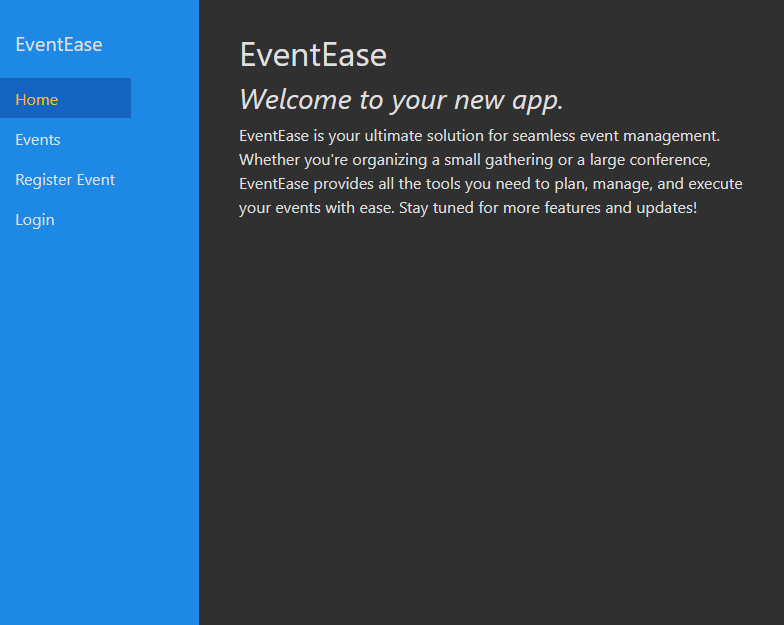 EventEase
Home
Events
Register Event
Login
EventEase
Welcome to your new app.
EventEase is your ultimate solution for seamless event management.
Whether you're organizing a small gathering or a large conference,
EventEase provides all the tools you need to plan, manage, and execute
your events with ease. Stay tuned for more features and updates!